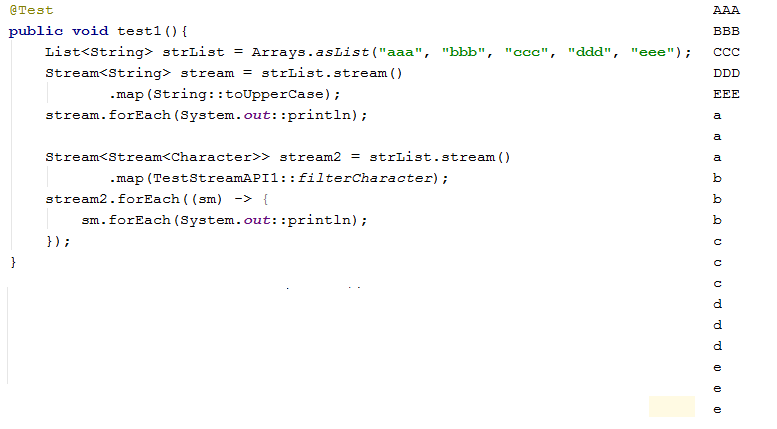 @Test
public void test1(){
    List<String> strList = Arrays.asList("aaa", "bbb", "ccc", "ddd", "eee");
    Stream<String> stream = strList.stream()
           .map(String::toUpperCase);
    stream.forEach(System.out::println);

    Stream<Stream<Character>> stream2 = strList.stream()
           .map(TestStreamAPI1::filterCharacter);
    stream2.forEach((sm) -> {
        sm.forEach(System.out::println);
    });
}
AAA
BBB
CCC
DDD
EEE
a
a
a
b
b
b
c
c
c
d
d
d
e
e
e